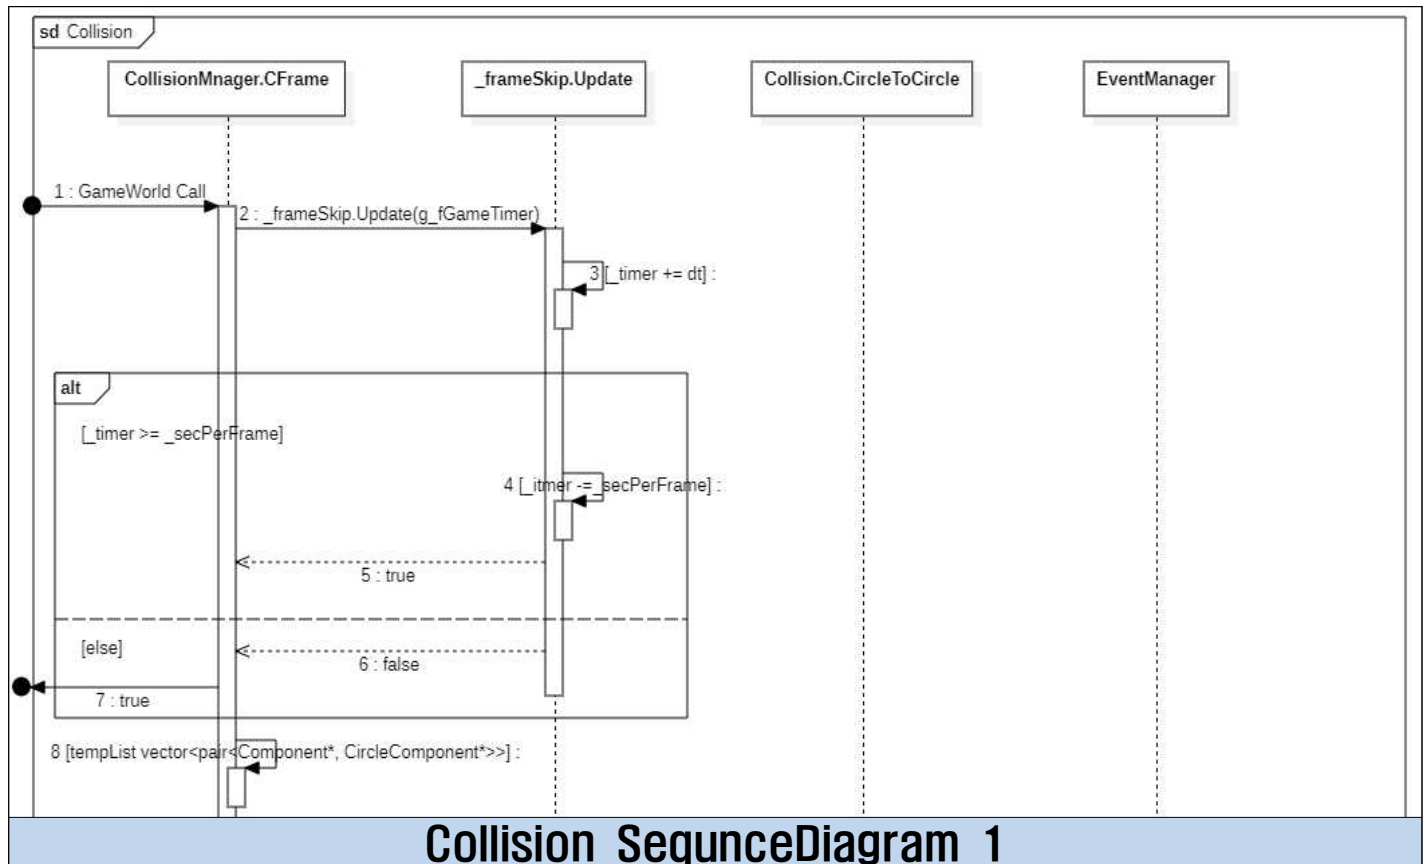 sd Collision
CollisionMnager.CFrame
_frameSkip.Update
Collision.CircleToCircle
EventManager
1 : GameWorld Call
2 : _frameSkip.Update(g_fGameTimer)
3 [_timer += dt] :
alt
[_timer >= _secPerFrame]
4 [_itmer -=_secPerFrame] :
5 : true
[else]
6 : false
7 : true
8 [tempList vector<pair<Component*, CircleComponent*>>] :
Collision SequnceDiagram 1